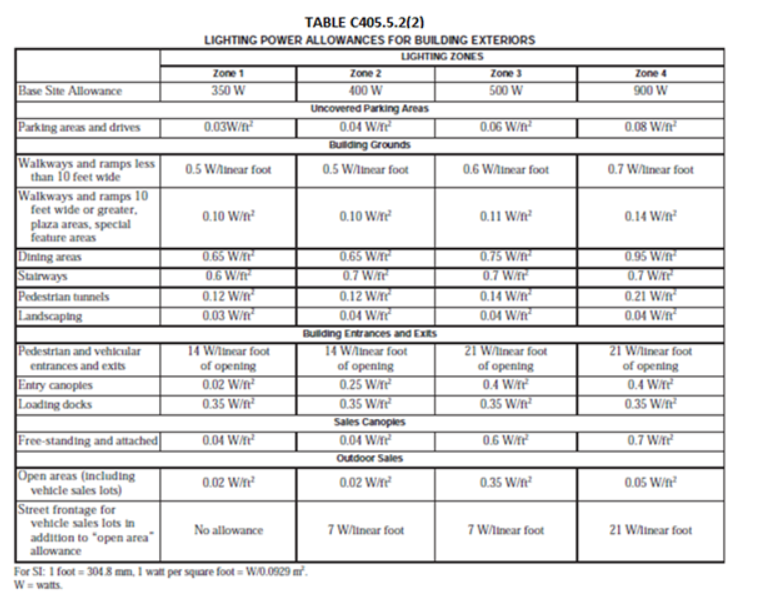 TABLE C405.5.2(2)
LIGHTING POWER ALLOWANCES FOR BUILDING EXTERIORS
LIGHTING ZONES
Zone 1 Zone 2 Zone 3 Zone 4
Base Site Allowance 350 W 400 W 500 W 900 W
Uncovered Parking Areas
Parking areas and drives 0.03W/ft² 0.04 W/ft² 0.06 W/ft² 0.08 W/ft²
Building Grounds
Walkways and ramps less
than 10 feet wide 0.5 W/linear foot 0.5 W/linear foot 0.6 W/linear foot 0.7 W/linear foot
Walkways and ramps 10
feet wide or greater,
plaza areas, special
feature areas 0.10 W/ft² 0.10 W/ft² 0.11 W/ft² 0.14 W/ft²
Dining areas 0.65 W/ft² 0.65 W/ft² 0.75 W/ft² 0.95 W/ft²
Stairways 0.6 W/ft² 0.7 W/ft² 0.7 W/ft² 0.7 W/ft²
Pedestrian tunnels 0.12 W/ft² 0.12 W/ft² 0.14 W/ft² 0.21 W/ft²
Landscaping 0.03 W/ft² 0.04 W/ft² 0.04 W/ft² 0.04 W/ft²
Building Entrances and Exits
Pedestrian and vehicular 14 W/linear foot 14 W/linear foot 21 W/linear foot 21 W/linear foot
entrances and exits of opening of opening of opening of opening
Entry canopies 0.02 W/ft² 0.25 W/ft² 0.4 W/ft² 0.4 W/ft²
Loading docks 0.35 W/ft² 0.35 W/ft² 0.35 W/ft² 0.35 W/ft²
Sales Canopies
Free-standing and attached 0.04 W/ft² 0.04 W/ft² 0.6 W/ft² 0.7 W/ft²
Outdoor Sales
Open areas (including
vehicle sales lots) 0.02 W/ft² 0.02 W/ft² 0.35 W/ft² 0.05 W/ft²
Street frontage for
vehicle sales lots in
addition to "open area"
allowance No allowance 7 W/linear foot 7 W/linear foot 21 W/linear foot
For SI: 1 foot = 304.8 mm, 1 watt per square foot = W/0.0929 m².
W = watts.